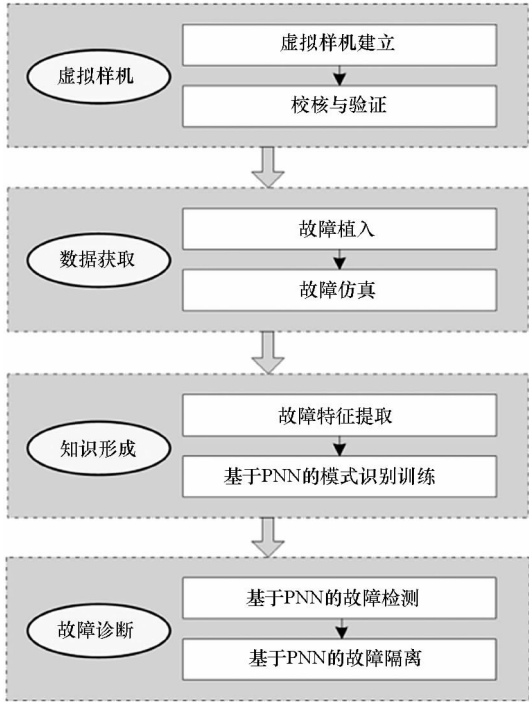 虚拟样机
虚拟样机建立
校核与验证
数据获取
故障植入
故障仿真
知识形成
故障特征提取
基于PNN的模式识别训练
故障诊断
基于PNN的故障检测
基于PNN的故障隔离